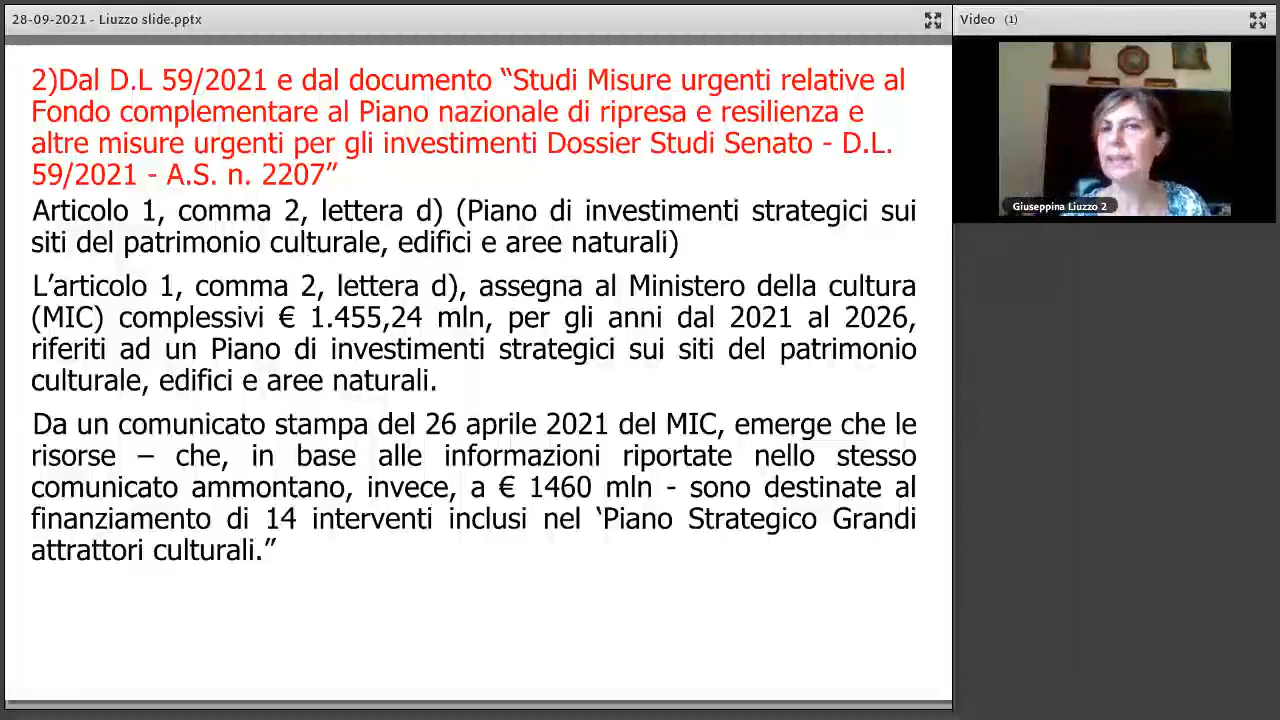 28-09-2021 - Liuzzo slide.pptx
Video (1)
2)Dal D.L 59/2021 e dal documento “Studi Misure urgenti relative al
Fondo complementare al Piano nazionale di ripresa e resilienza e
altre misure urgenti per gli investimenti Dossier Studi Senato - D.L.
59/2021 - A.S. n. 2207”
Articolo 1, comma 2, lettera d) (Piano di investimenti strategici sui
siti del patrimonio culturale, edifici e aree naturali)
L’articolo 1, comma 2, lettera d), assegna al Ministero della cultura
(MIC) complessivi € 1.455,24 mln, per gli anni dal 2021 al 2026,
riferiti ad un Piano di investimenti strategici sui siti del patrimonio
culturale, edifici e aree naturali.
Da un comunicato stampa del 26 aprile 2021 del MIC, emerge che le
risorse – che, in base alle informazioni riportate nello stesso
comunicato ammontano, invece, a € 1460 mln - sono destinate al
finanziamento di 14 interventi inclusi nel ‘Piano Strategico Grandi
attrattori culturali.”
Giuseppina Liuzzo 2